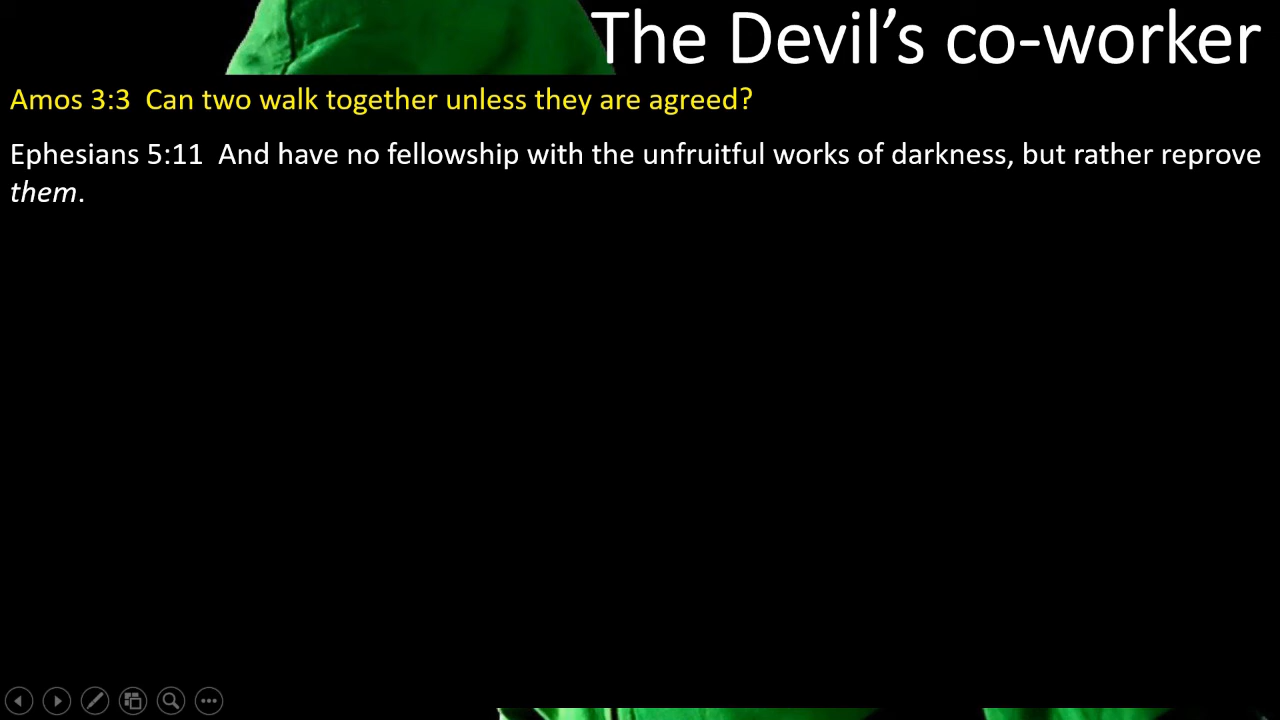 The Devil’s co-worker
Amos 3:3  Can two walk together unless they are agreed?
Ephesians 5:11  And have no fellowship with the unfruitful works of darkness, but rather reprove
them.